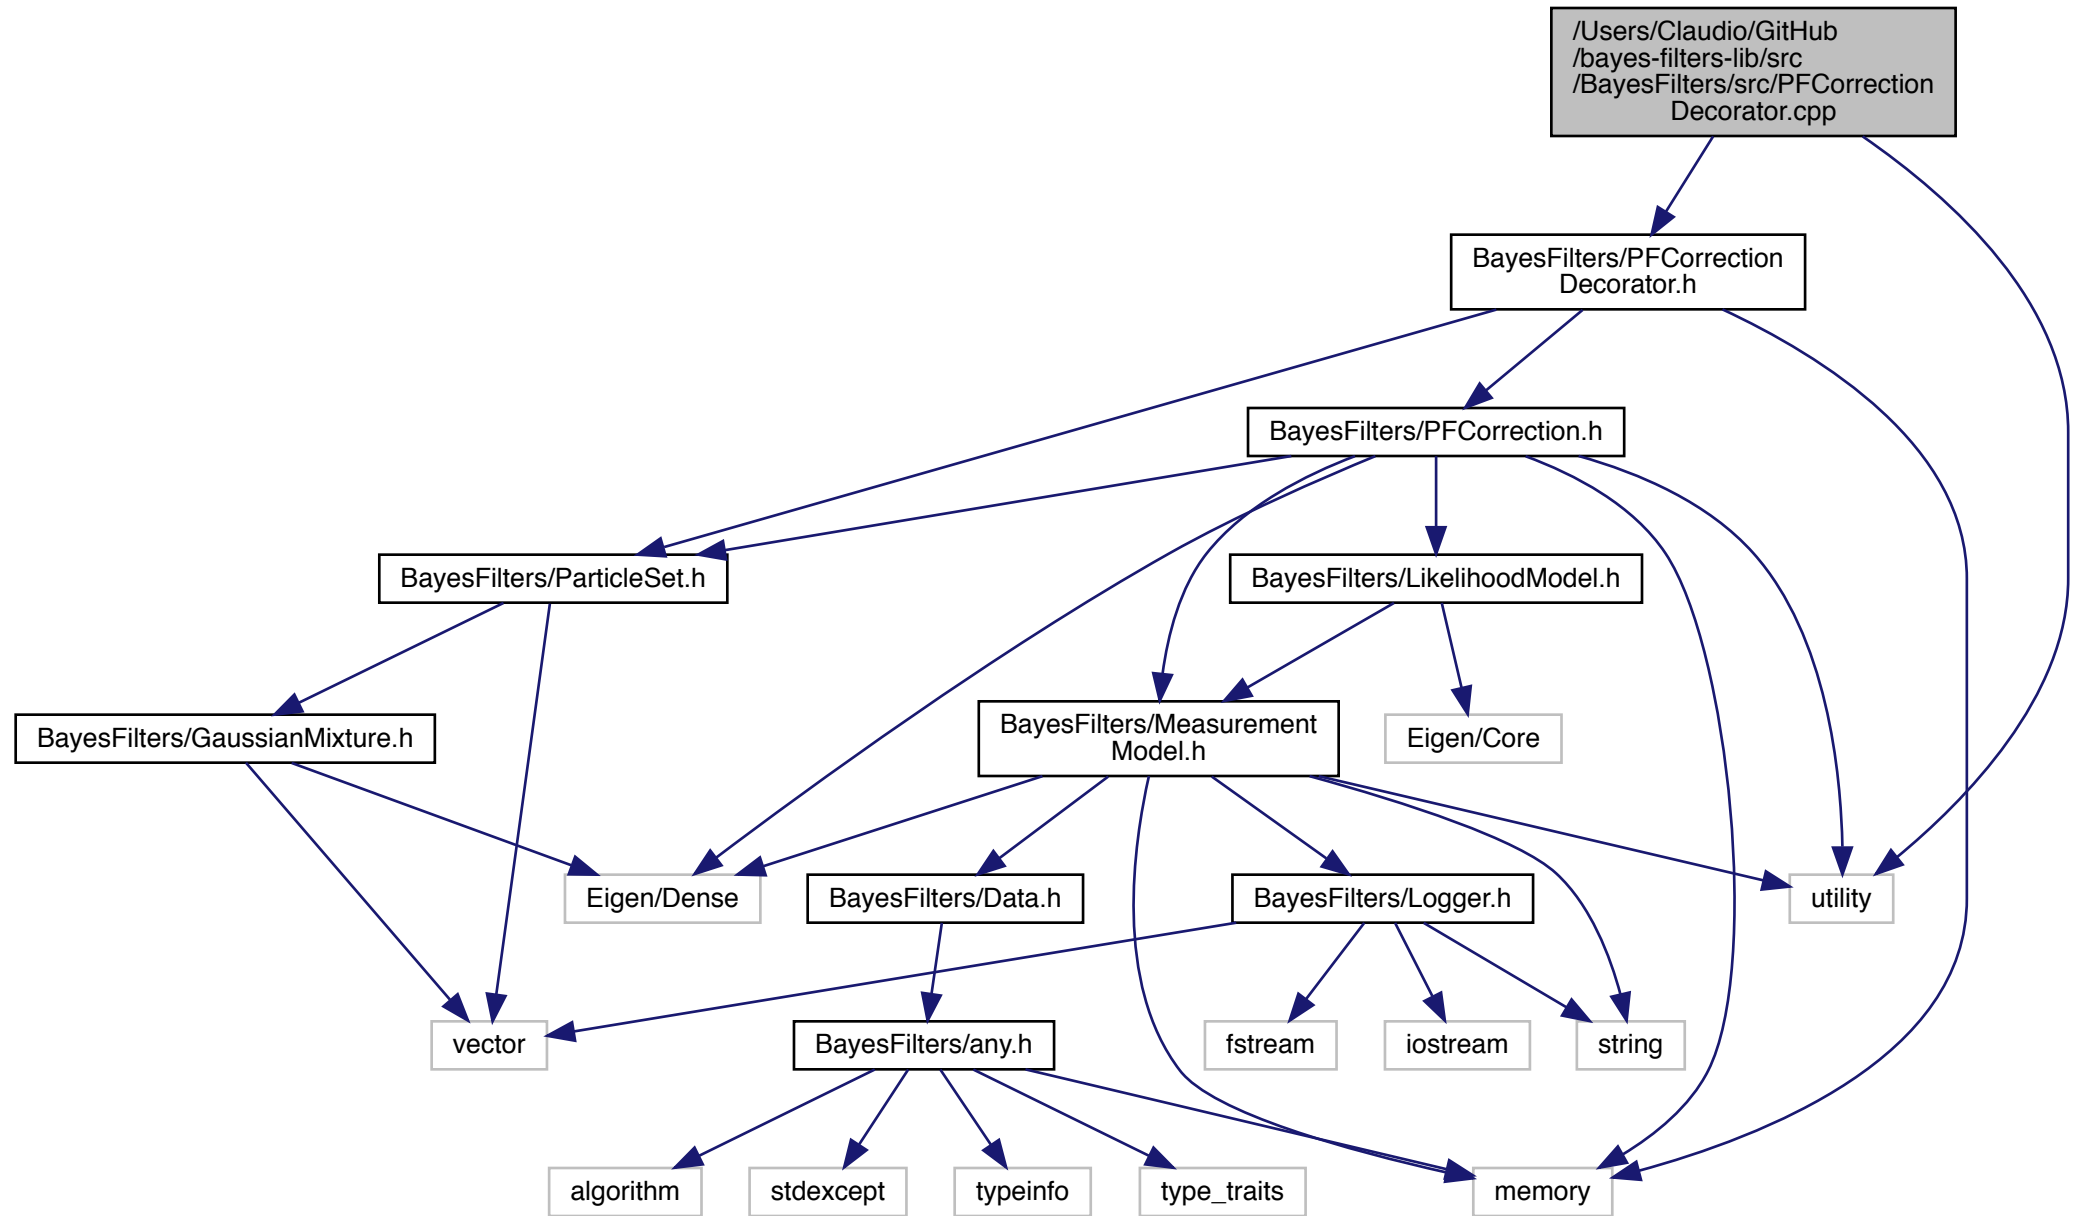 /Users/Claudio/GitHub
/bayes-filters-lib/src
/BayesFilters/src/PFCorrection
Decorator.cpp
BayesFilters/PFCorrection
Decorator.h
BayesFilters/PFCorrection.h
BayesFilters/ParticleSet.h
BayesFilters/LikelihoodModel.h
BayesFilters/GaussianMixture.h
BayesFilters/Measurement
Model.h
Eigen/Core
Eigen/Dense
BayesFilters/Data.h
BayesFilters/Logger.h
utility
vector
BayesFilters/any.h
fstream
iostream
string
algorithm
stdexcept
typeinfo
type_traits
memory